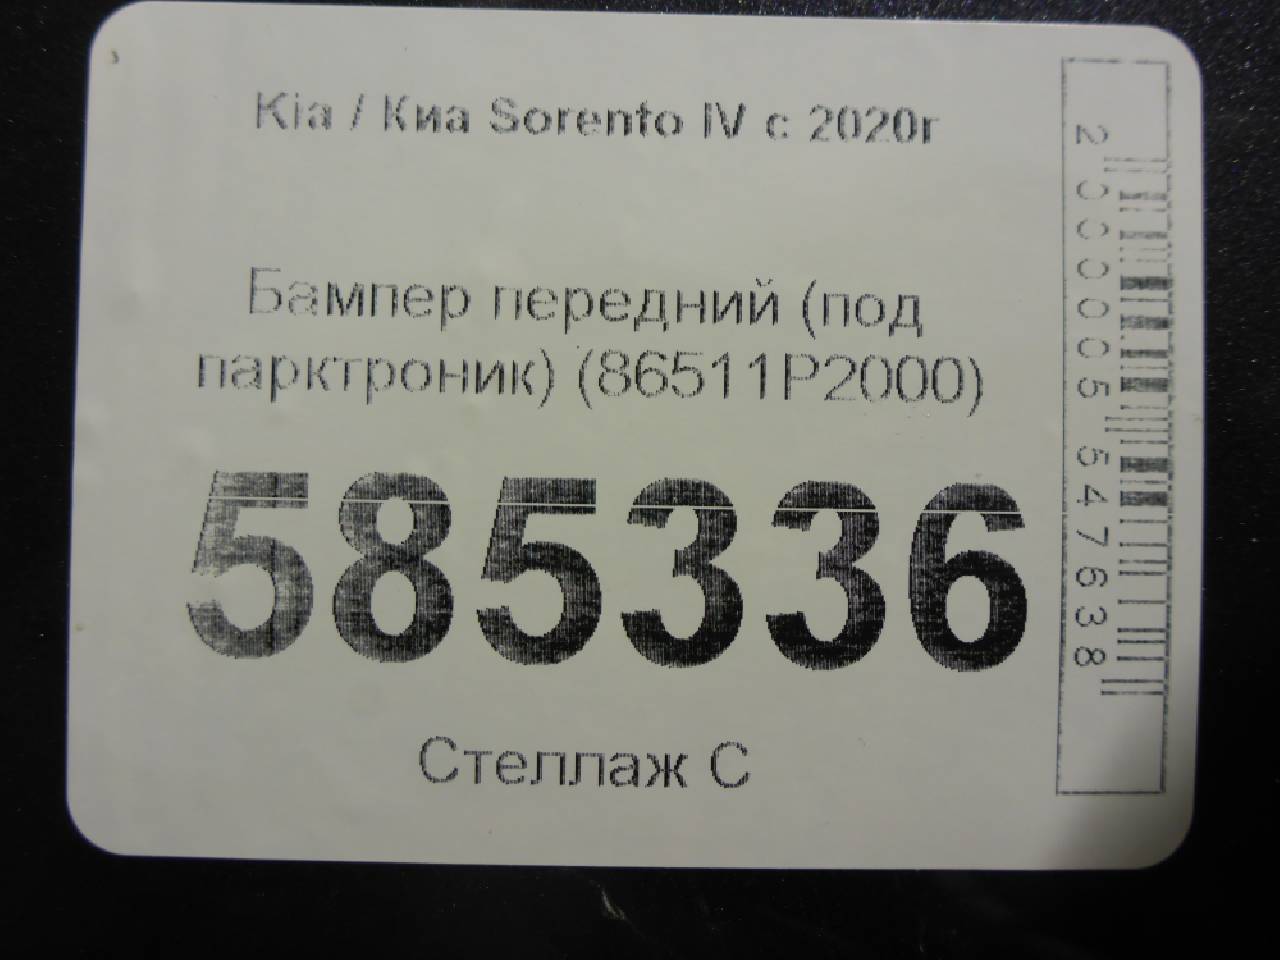 Kia / Киа Sorento IV с 2020г
Бампер передний (под
парктроник) (86511P2000)
585336
Стеллаж С
2000005547638